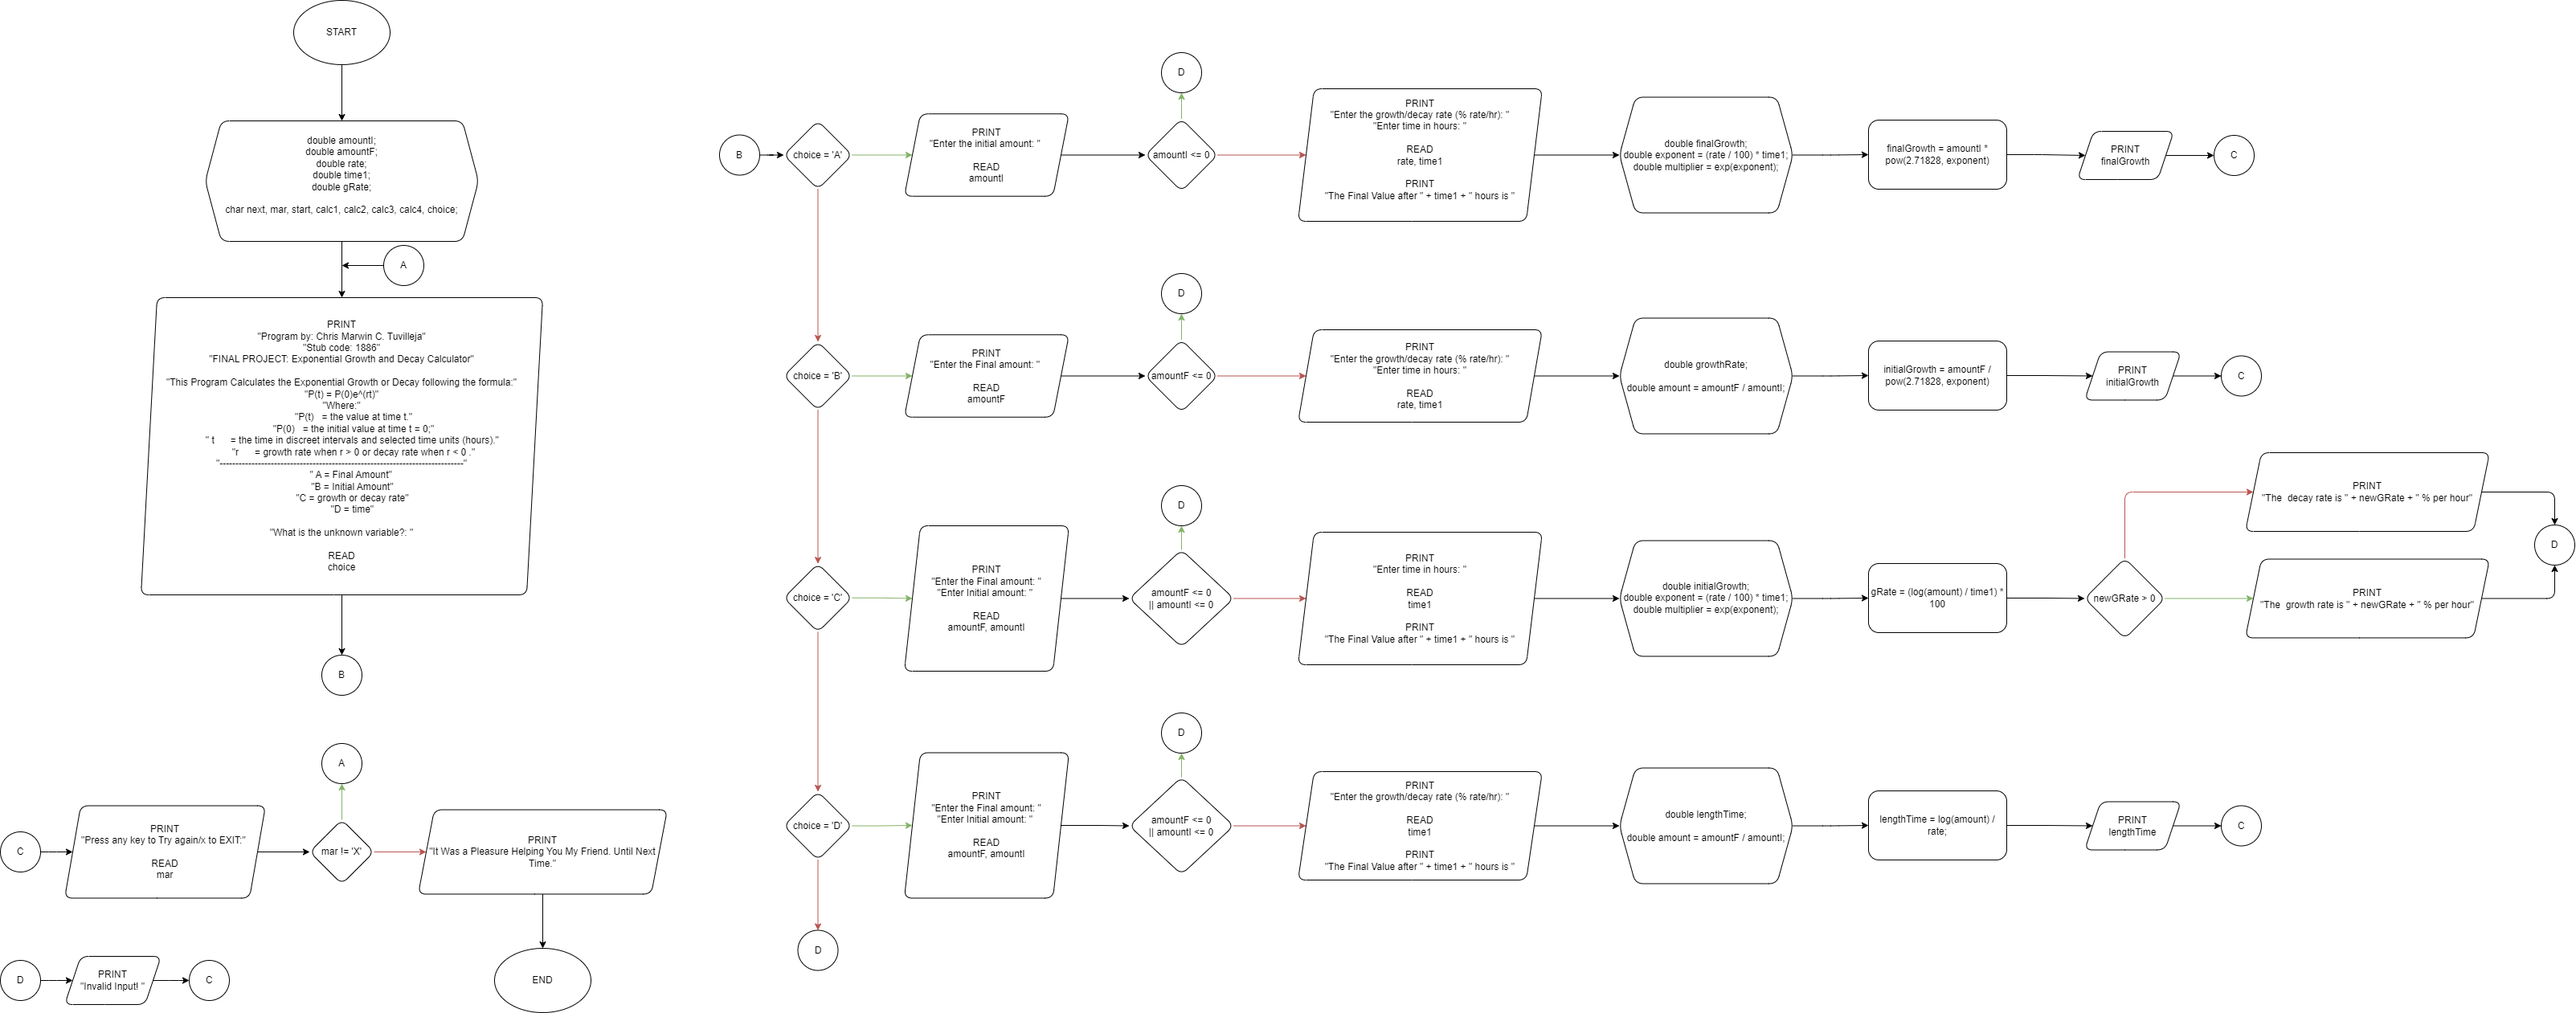 START
double amountI;
double amountF;
double rate;
double time1;
double gRate;
char next, mar, start, calc1, calc2, calc3, calc4, choice;
A
PRINT
"Program by: Chris Marwin C. Tuvilleja"
"Stub code: 1886"
"FINAL PROJECT: Exponential Growth and Decay Calculator"
"This Program Calculates the Exponential Growth or Decay following the formula:"
"P(t) = P(0)e^(rt)"
"Where:"
"P(t)   = the value at time t."
"P(0)   = the initial value at time t = 0;"
" t      = the time in discreet intervals and selected time units (hours)."
"r      = growth rate when r > 0 or decay rate when r < 0 ."
"----------------------------------------------------------------"
" A = Final Amount"
"B = Initial Amount"
"C = growth or decay rate"
"D = time"
"What is the unknown variable?: "
READ
choice
B
A
C
PRINT
"Press any key to Try again/x to EXIT:"
READ
mar
mar != 'X'
PRINT
"It Was a Pleasure Helping You My Friend. Until Next
Time."
D
PRINT
"Invalid Input! "
C
END
B
choice = 'A'
PRINT
"Enter the initial amount: "
READ
amountI
D
amountI <= 0
PRINT
"Enter the growth/decay rate (% rate/hr): "
"Enter time in hours: "
READ
rate, time1
PRINT
"The Final Value after " + time1 + " hours is "
double finalGrowth;
double exponent = (rate / 100) * time1;
double multiplier = exp(exponent);
finalGrowth = amountI *
pow(2.71828, exponent)
PRINT
finalGrowth
C
choice = 'B'
PRINT
"Enter the Final amount: "
READ
amountF
D
amountF <= 0
PRINT
"Enter the growth/decay rate (% rate/hr): "
"Enter time in hours: "
READ
rate, time1
double growthRate;
double amount = amountF / amountI;
initialGrowth = amountF /
pow(2.71828, exponent)
PRINT
initialGrowth
C
choice = 'C'
PRINT
"Enter the Final amount: "
"Enter Initial amount: "
READ
amountF, amountI
D
amountF <= 0
|| amountI <= 0
PRINT
"Enter time in hours: "
READ
time1
PRINT
"The Final Value after " + time1 + " hours is "
double initialGrowth;
double exponent = (rate / 100) * time1;
double multiplier = exp(exponent);
gRate = (log(amount) / time1) *
100
newGRate > 0
PRINT
"The  decay rate is " + newGRate + " % per hour"
PRINT
"The  growth rate is " + newGRate + " % per hour"
D
choice = 'D'
PRINT
"Enter the Final amount: "
"Enter Initial amount: "
READ
amountF, amountI
D
amountF <= 0
|| amountI <= 0
PRINT
"Enter the growth/decay rate (% rate/hr): "
READ
time1
PRINT
"The Final Value after " + time1 + " hours is "
double lengthTime;
double amount = amountF / amountI;
lengthTime = log(amount) /
rate;
PRINT
lengthTime
C
D